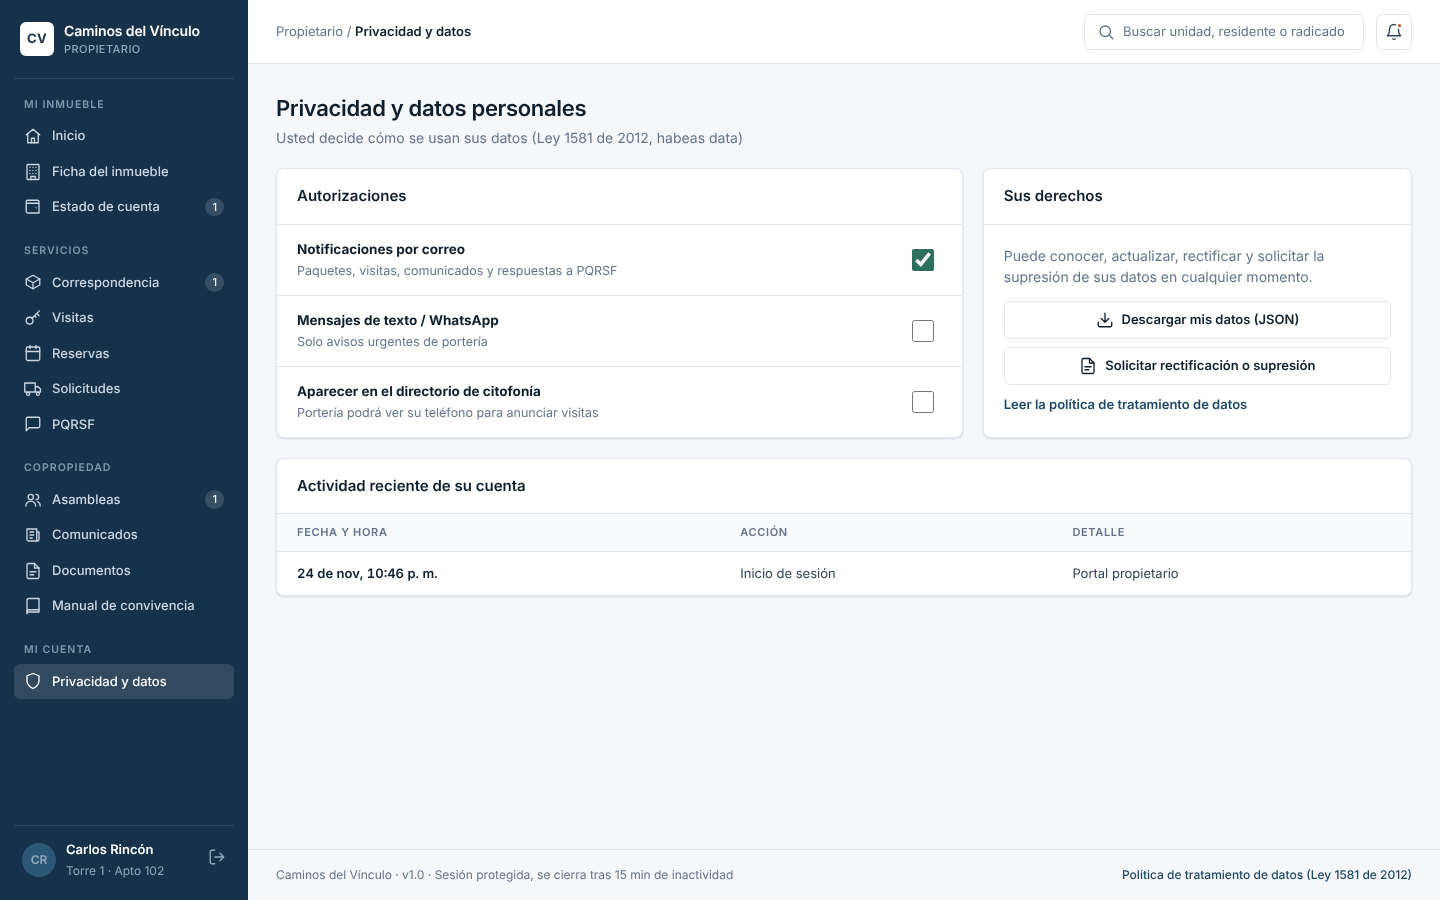 CV
Caminos del Vínculo
PROPIETARIO
MI INMUEBLE
Inicio
Ficha del inmueble
Estado de cuenta 1
SERVICIOS
Correspondencia 1
Visitas
Reservas
Solicitudes
PQRSF
COPROPIEDAD
Asambleas 1
Comunicados
Documentos
Manual de convivencia
MI CUENTA
Privacidad y datos
CR
Carlos Rincón
Torre 1 · Apto 102
Propietario / Privacidad y datos
Buscar unidad, residente o radicado
Privacidad y datos personales
Usted decide cómo se usan sus datos (Ley 1581 de 2012, habeas data)
Autorizaciones
Notificaciones por correo
Paquetes, visitas, comunicados y respuestas a PQRSF
Mensajes de texto / WhatsApp
Solo avisos urgentes de portería
Aparecer en el directorio de citofonía
Portería podrá ver su teléfono para anunciar visitas
Sus derechos
Puede conocer, actualizar, rectificar y solicitar la
supresión de sus datos en cualquier momento.
Descargar mis datos (JSON)
Solicitar rectificación o supresión
Leer la política de tratamiento de datos
Actividad reciente de su cuenta
FECHA Y HORA ACCIÓN DETALLE
24 de nov, 10:46 p. m. Inicio de sesión Portal propietario
Caminos del Vínculo · v1.0 · Sesión protegida, se cierra tras 15 min de inactividad
Política de tratamiento de datos (Ley 1581 de 2012)